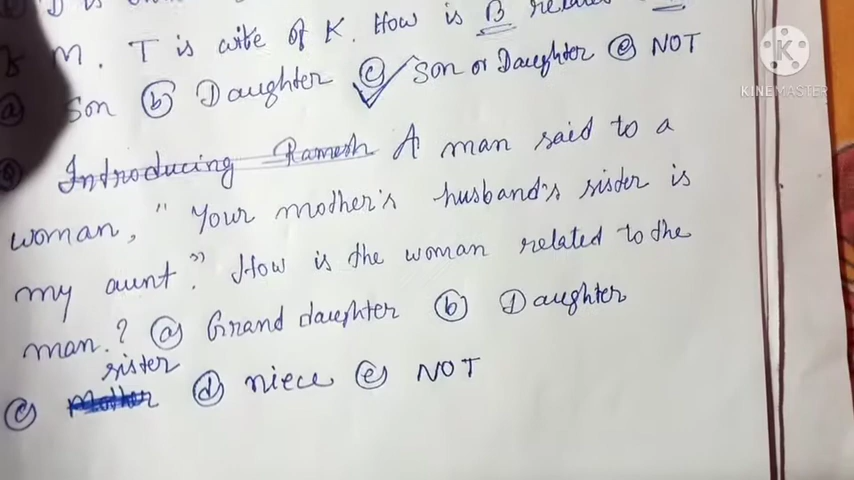 D is
M. T is wife of K. How is B related
(a) Son (b) Daughter (c) Son or Daughter (e) NOT
Introducing Ramesh A man said to a
woman, " Your mother's husband's sister is
my aunt." How is the woman related to the
man.? (a) Grand daughter (b) Daughter
sister
(c) Mother (d) niece (e) NOT
K
KINEMASTER